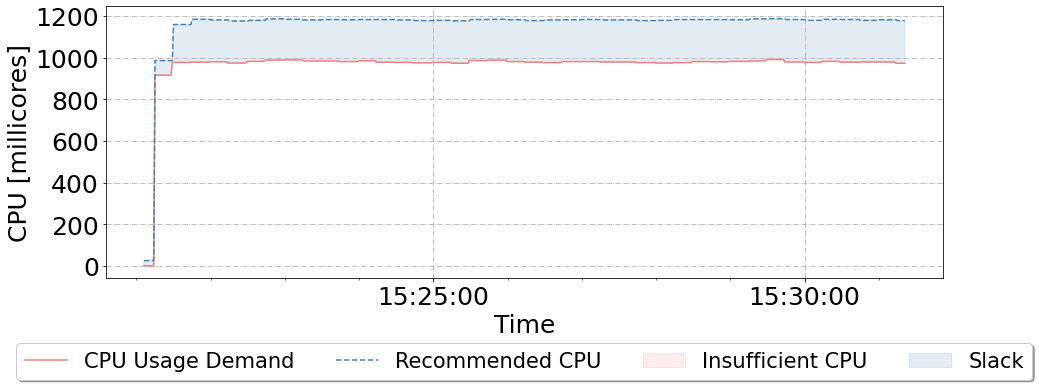 CPU [millicores]
1200
1000
800
600
400
200
0
15:25:00 15:30:00
Time
CPU Usage Demand Recommended CPU Insufficient CPU Slack